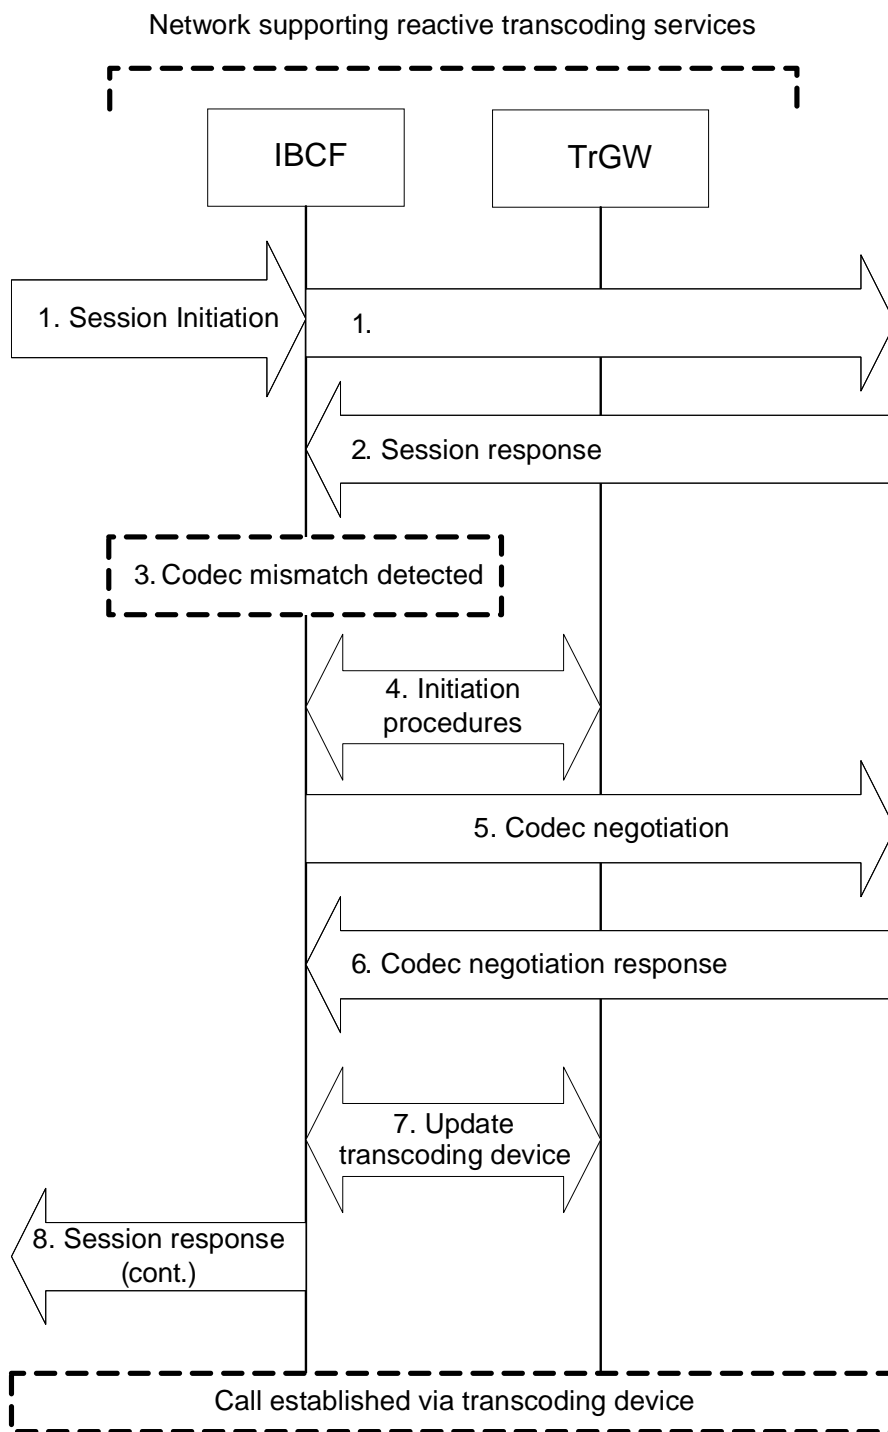 Network supporting reactive transcoding services
IBCF
TrGW
1. Session Initiation
1.
2. Session response
3. Codec mismatch detected
4. Initiation
procedures
5. Codec negotiation
6. Codec negotiation response
7. Update
transcoding device
8. Session response
(cont.)
Call established via transcoding device